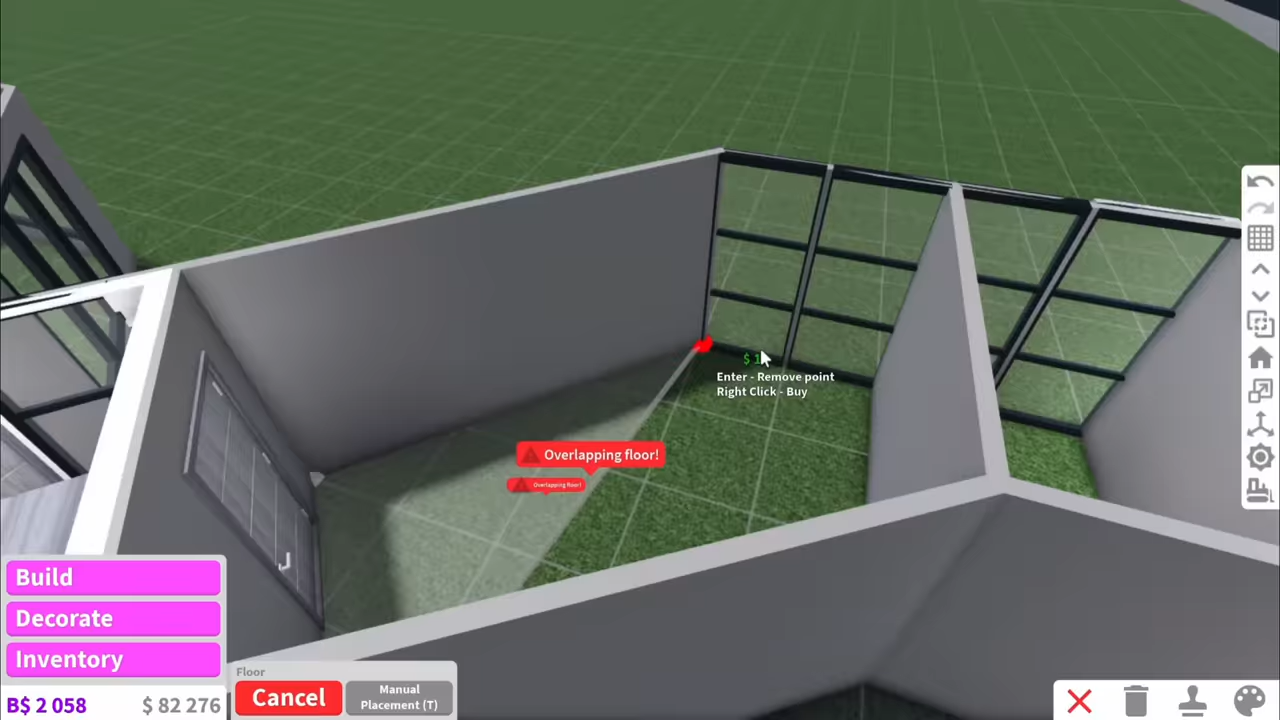 $ 1
Enter - Remove point
Right Click - Buy
Overlapping floor!
Overlapping floor!
Build
Decorate
Inventory
B$ 2 058
$ 82 276
Floor
Cancel
Manual
Placement (T)